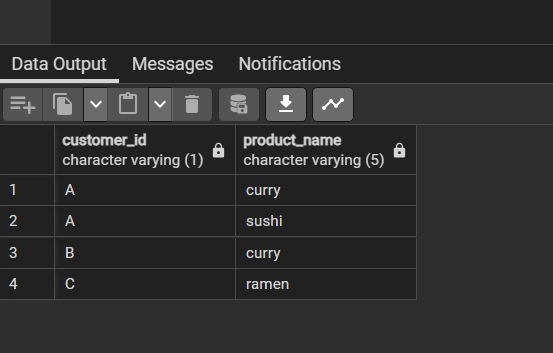 Data Output Messages Notifications
customer_id product_name
character varying (1) character varying (5)
1 A curry
2 A sushi
3 B curry
4 C ramen